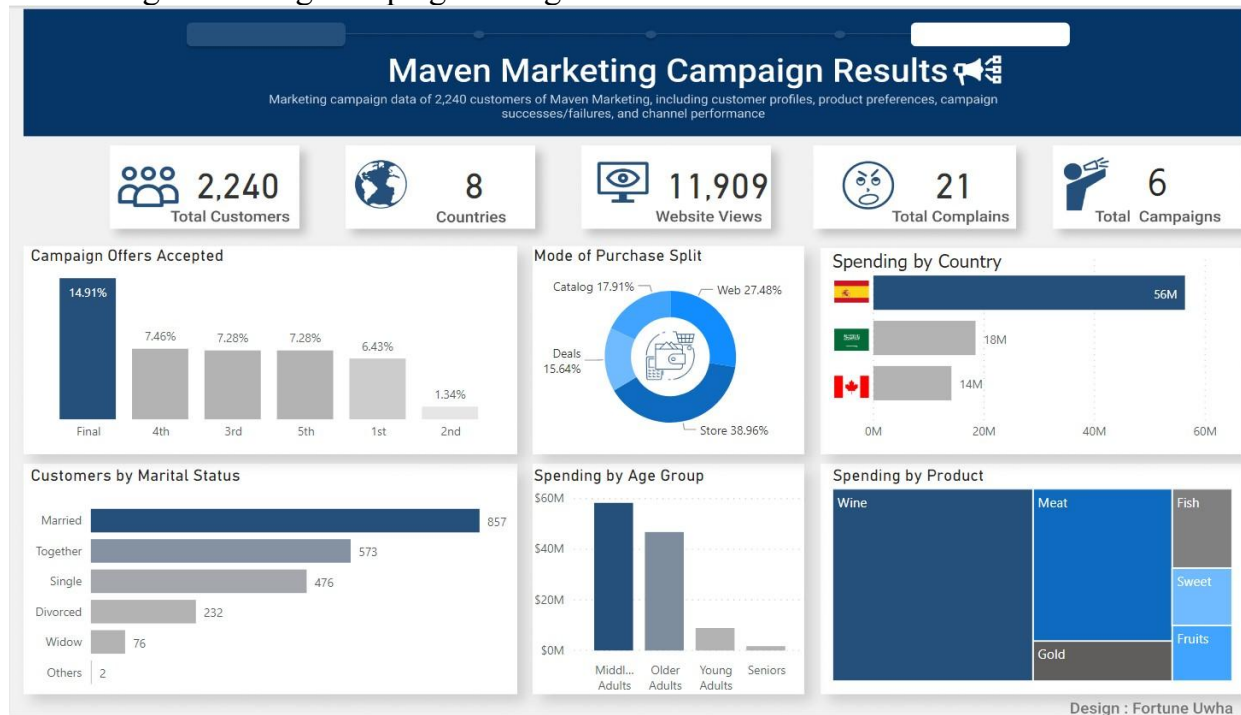 Maven Marketing Campaign Results
Marketing campaign data of 2,240 customers of Maven Marketing, including customer profiles, product preferences, campaign
successes/failures, and channel performance
2,240
Total Customers
8
Countries
11,909
Website Views
21
Total Complains
6
Total Campaigns
Campaign Offers Accepted
14.91%
7.46%
7.28%
7.28%
6.43%
1.34%
Final 4th 3rd 5th 1st 2nd
Mode of Purchase Split
Catalog 17.91%
Web 27.48%
Deals
15.64%
Store 38.96%
Spending by Country
56M
18M
14M
0M 20M 40M 60M
Customers by Marital Status
Married 857
Together 573
Single 476
Divorced 232
Widow 76
Others 2
Spending by Age Group
$60M
$40M
$20M
$0M
Middl... Older Young Seniors
Adults Adults Adults
Spending by Product
Wine
Meat
Fish
Sweet
Gold
Fruits
Design : Fortune Uwha